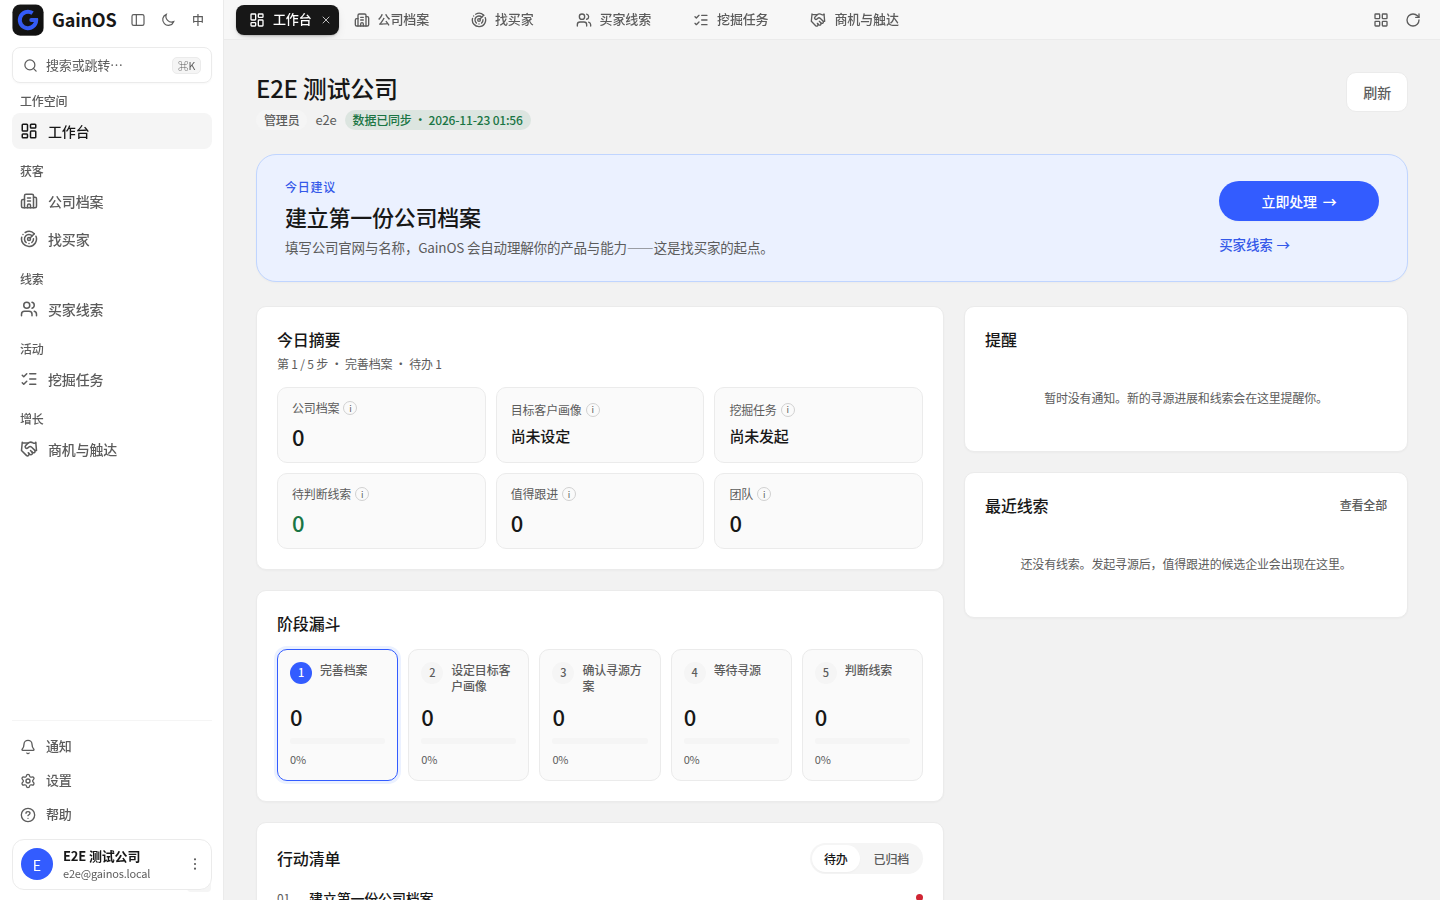 GainOS
中
搜索或跳转…
⌘K
工作空间
工作台
获客
公司档案
找买家
线索
买家线索
活动
挖掘任务
增长
商机与触达
通知
设置
帮助
E
E2E 测试公司
e2e@gainos.local
工作台
公司档案
找买家
买家线索
挖掘任务
商机与触达
E2E 测试公司
刷新
管理员 e2e 数据已同步 · 2026-11-23 01:56
今日建议
建立第一份公司档案
填写公司官网与名称，GainOS 会自动理解你的产品与能力——这是找买家的起点。
立即处理 →
买家线索 →
今日摘要
第 1 / 5 步 · 完善档案 · 待办 1
公司档案
0
目标客户画像
尚未设定
挖掘任务
尚未发起
待判断线索
0
值得跟进
0
团队
0
阶段漏斗
1 完善档案
0
0%
2 设定目标客
户画像
0
0%
3 确认寻源方
案
0
0%
4 等待寻源
0
0%
5 判断线索
0
0%
行动清单
待办 已归档
01 建立第一份公司档案
提醒
暂时没有通知。新的寻源进展和线索会在这里提醒你。
最近线索
查看全部
还没有线索。发起寻源后，值得跟进的候选企业会出现在这里。